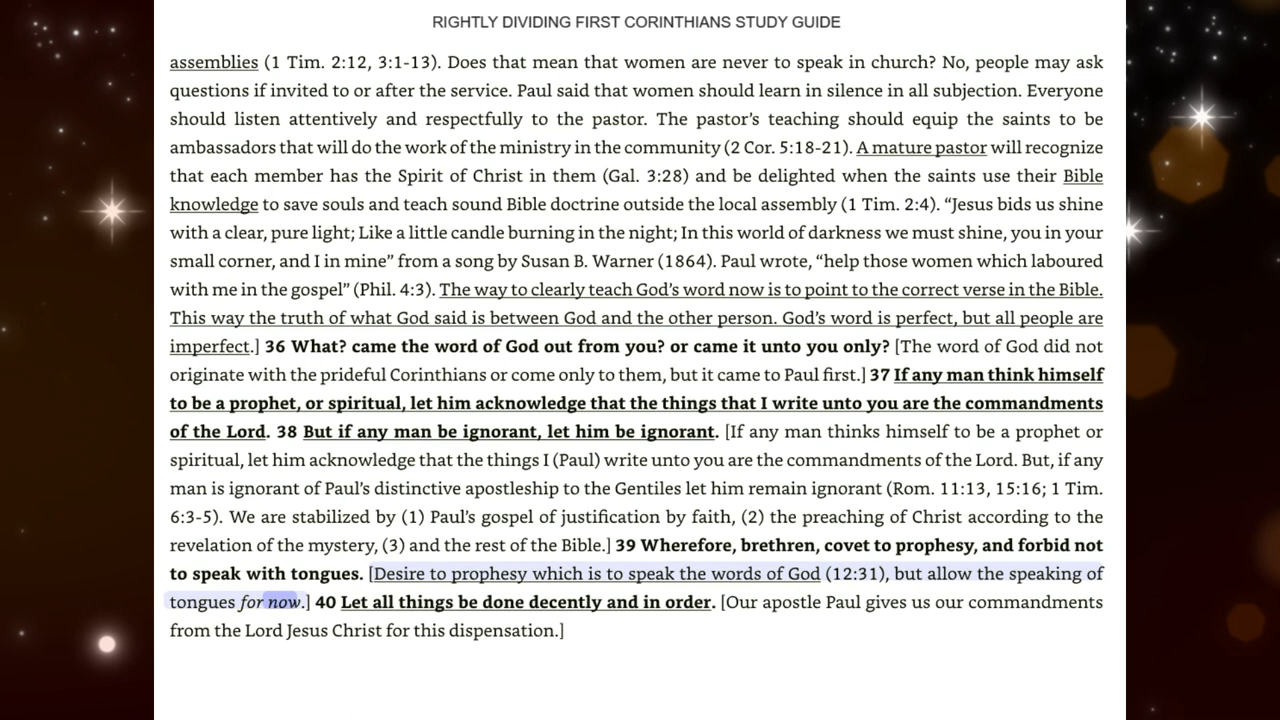 RIGHTLY DIVIDING FIRST CORINTHIANS STUDY GUIDE
assemblies (1 Tim. 2:12, 3:1-13). Does that mean that women are never to speak in church? No, people may ask
questions if invited to or after the service. Paul said that women should learn in silence in all subjection. Everyone
should listen attentively and respectfully to the pastor. The pastor’s teaching should equip the saints to be
ambassadors that will do the work of the ministry in the community (2 Cor. 5:18-21). A mature pastor will recognize
that each member has the Spirit of Christ in them (Gal. 3:28) and be delighted when the saints use their Bible
knowledge to save souls and teach sound Bible doctrine outside the local assembly (1 Tim. 2:4). “Jesus bids us shine
with a clear, pure light; Like a little candle burning in the night; In this world of darkness we must shine, you in your
small corner, and I in mine” from a song by Susan B. Warner (1864). Paul wrote, “help those women which laboured
with me in the gospel” (Phil. 4:3). The way to clearly teach God’s word now is to point to the correct verse in the Bible.
This way the truth of what God said is between God and the other person. God’s word is perfect, but all people are
imperfect.] 36 What? came the word of God out from you? or came it unto you only? [The word of God did not
originate with the prideful Corinthians or come only to them, but it came to Paul first.] 37 If any man think himself
to be a prophet, or spiritual, let him acknowledge that the things that I write unto you are the commandments
of the Lord. 38 But if any man be ignorant, let him be ignorant. [If any man thinks himself to be a prophet or
spiritual, let him acknowledge that the things I (Paul) write unto you are the commandments of the Lord. But, if any
man is ignorant of Paul’s distinctive apostleship to the Gentiles let him remain ignorant (Rom. 11:13, 15:16; 1 Tim.
6:3-5). We are stabilized by (1) Paul’s gospel of justification by faith, (2) the preaching of Christ according to the
revelation of the mystery, (3) and the rest of the Bible.] 39 Wherefore, brethren, covet to prophesy, and forbid not
to speak with tongues. [Desire to prophesy which is to speak the words of God (12:31), but allow the speaking of
tongues for now.] 40 Let all things be done decently and in order. [Our apostle Paul gives us our commandments
from the Lord Jesus Christ for this dispensation.]